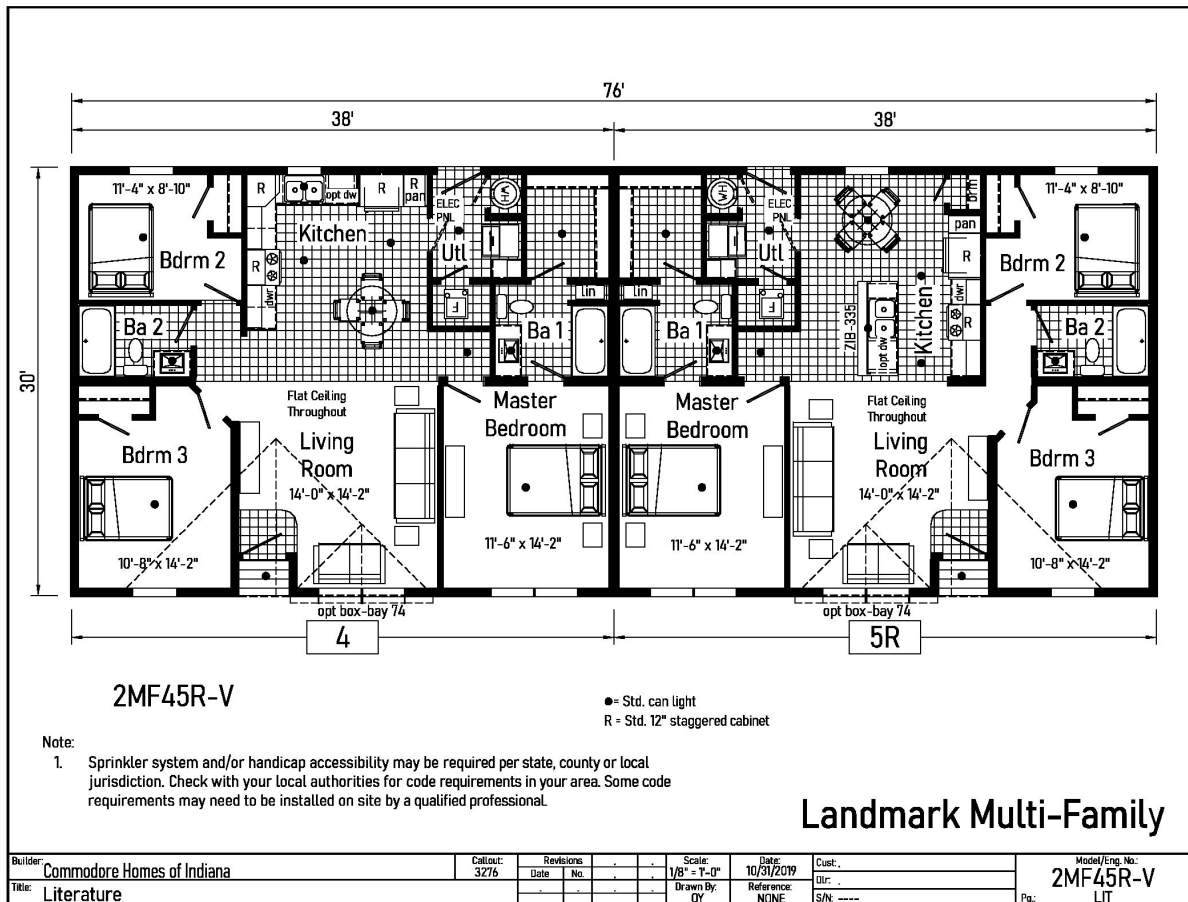 76'
38' 38'
30'
11'-4" x 8'-10"
Bdrm 2
R
opt dw
R
R
pan
Kitchen
R
dwr
ELEC
PNL
Utl
WH
F
lin
Ba 1
Ba 2
Bdrm 3
10'-8" x 14'-2"
Flat Ceiling
Throughout
Living
Room
14'-0" x 14'-2"
opt box-bay 74
Master
Bedroom
11'-6" x 14'-2"
4
WH
ELEC
PNL
Utl
F
lin
Ba 1
Master
Bedroom
11'-6" x 14'-2"
brm
pan
R
dwr
R
ZIB-335
opt dw
Kitchen
11'-4" x 8'-10"
Bdrm 2
Ba 2
Flat Ceiling
Throughout
Living
Room
14'-0" x 14'-2"
opt box-bay 74
Bdrm 3
10'-8" x 14'-2"
5R
2MF45R-V
●= Std. can light
R = Std. 12" staggered cabinet
Note:
1. Sprinkler system and/or handicap accessibility may be required per state, county or local
jurisdiction. Check with your local authorities for code requirements in your area. Some code
requirements may need to be installed on site by a qualified professional.
Landmark Multi-Family
Builder: Commodore Homes of Indiana
Title: Literature
Callout:
3276
Revisions
Date No.
Scale:
1/8" = 1'-0"
Drawn By:
QY
Date:
10/31/2019
Reference:
NONE
Cust: .
Dlr: .
S/N: ----
Model/Eng. No.:
2MF45R-V
Pg.: LIT